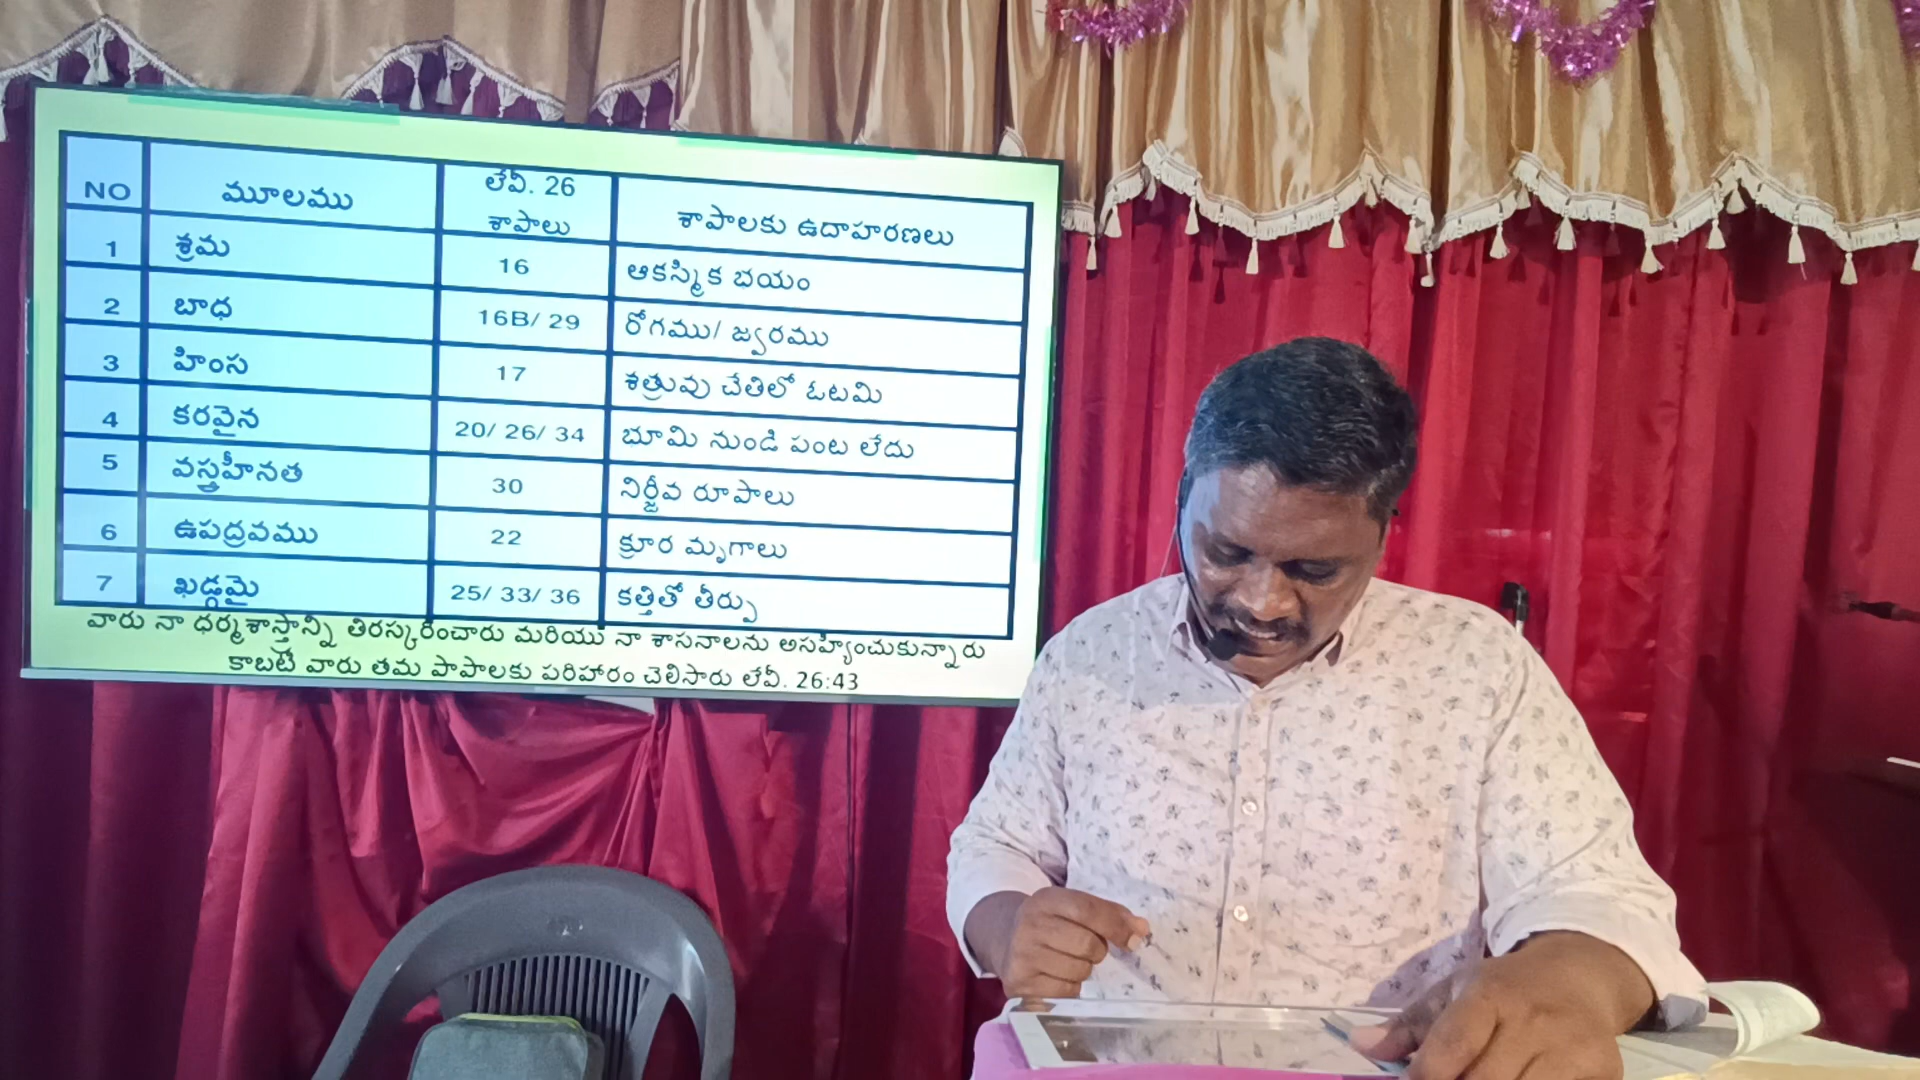 NO మూలము లేవీ. 26 శాపాలు శాపాలకు ఉదాహరణలు
1 శ్రమ 16 ఆకస్మిక భయం
2 బాధ 16B/ 29 రోగము/ జ్వరము
3 హింస 17 శత్రువు చేతిలో ఓటమి
4 కరవైన 20/ 26/ 34 భూమి నుండి పంట లేదు
5 వస్త్రహీనత 30 నిర్జీవ రూపాలు
6 ఉపద్రవము 22 క్రూర మృగాలు
7 ఖడ్గమై 25/ 33/ 36 కత్తితో తీర్పు
వారు నా ధర్మశాస్త్రాన్ని తిరస్కరించారు మరియు నా శాసనాలను అసహ్యించుకున్నారు
కాబట్టి వారు తమ పాపాలకు పరిహారం చెలిసారు లేవీ. 26:43